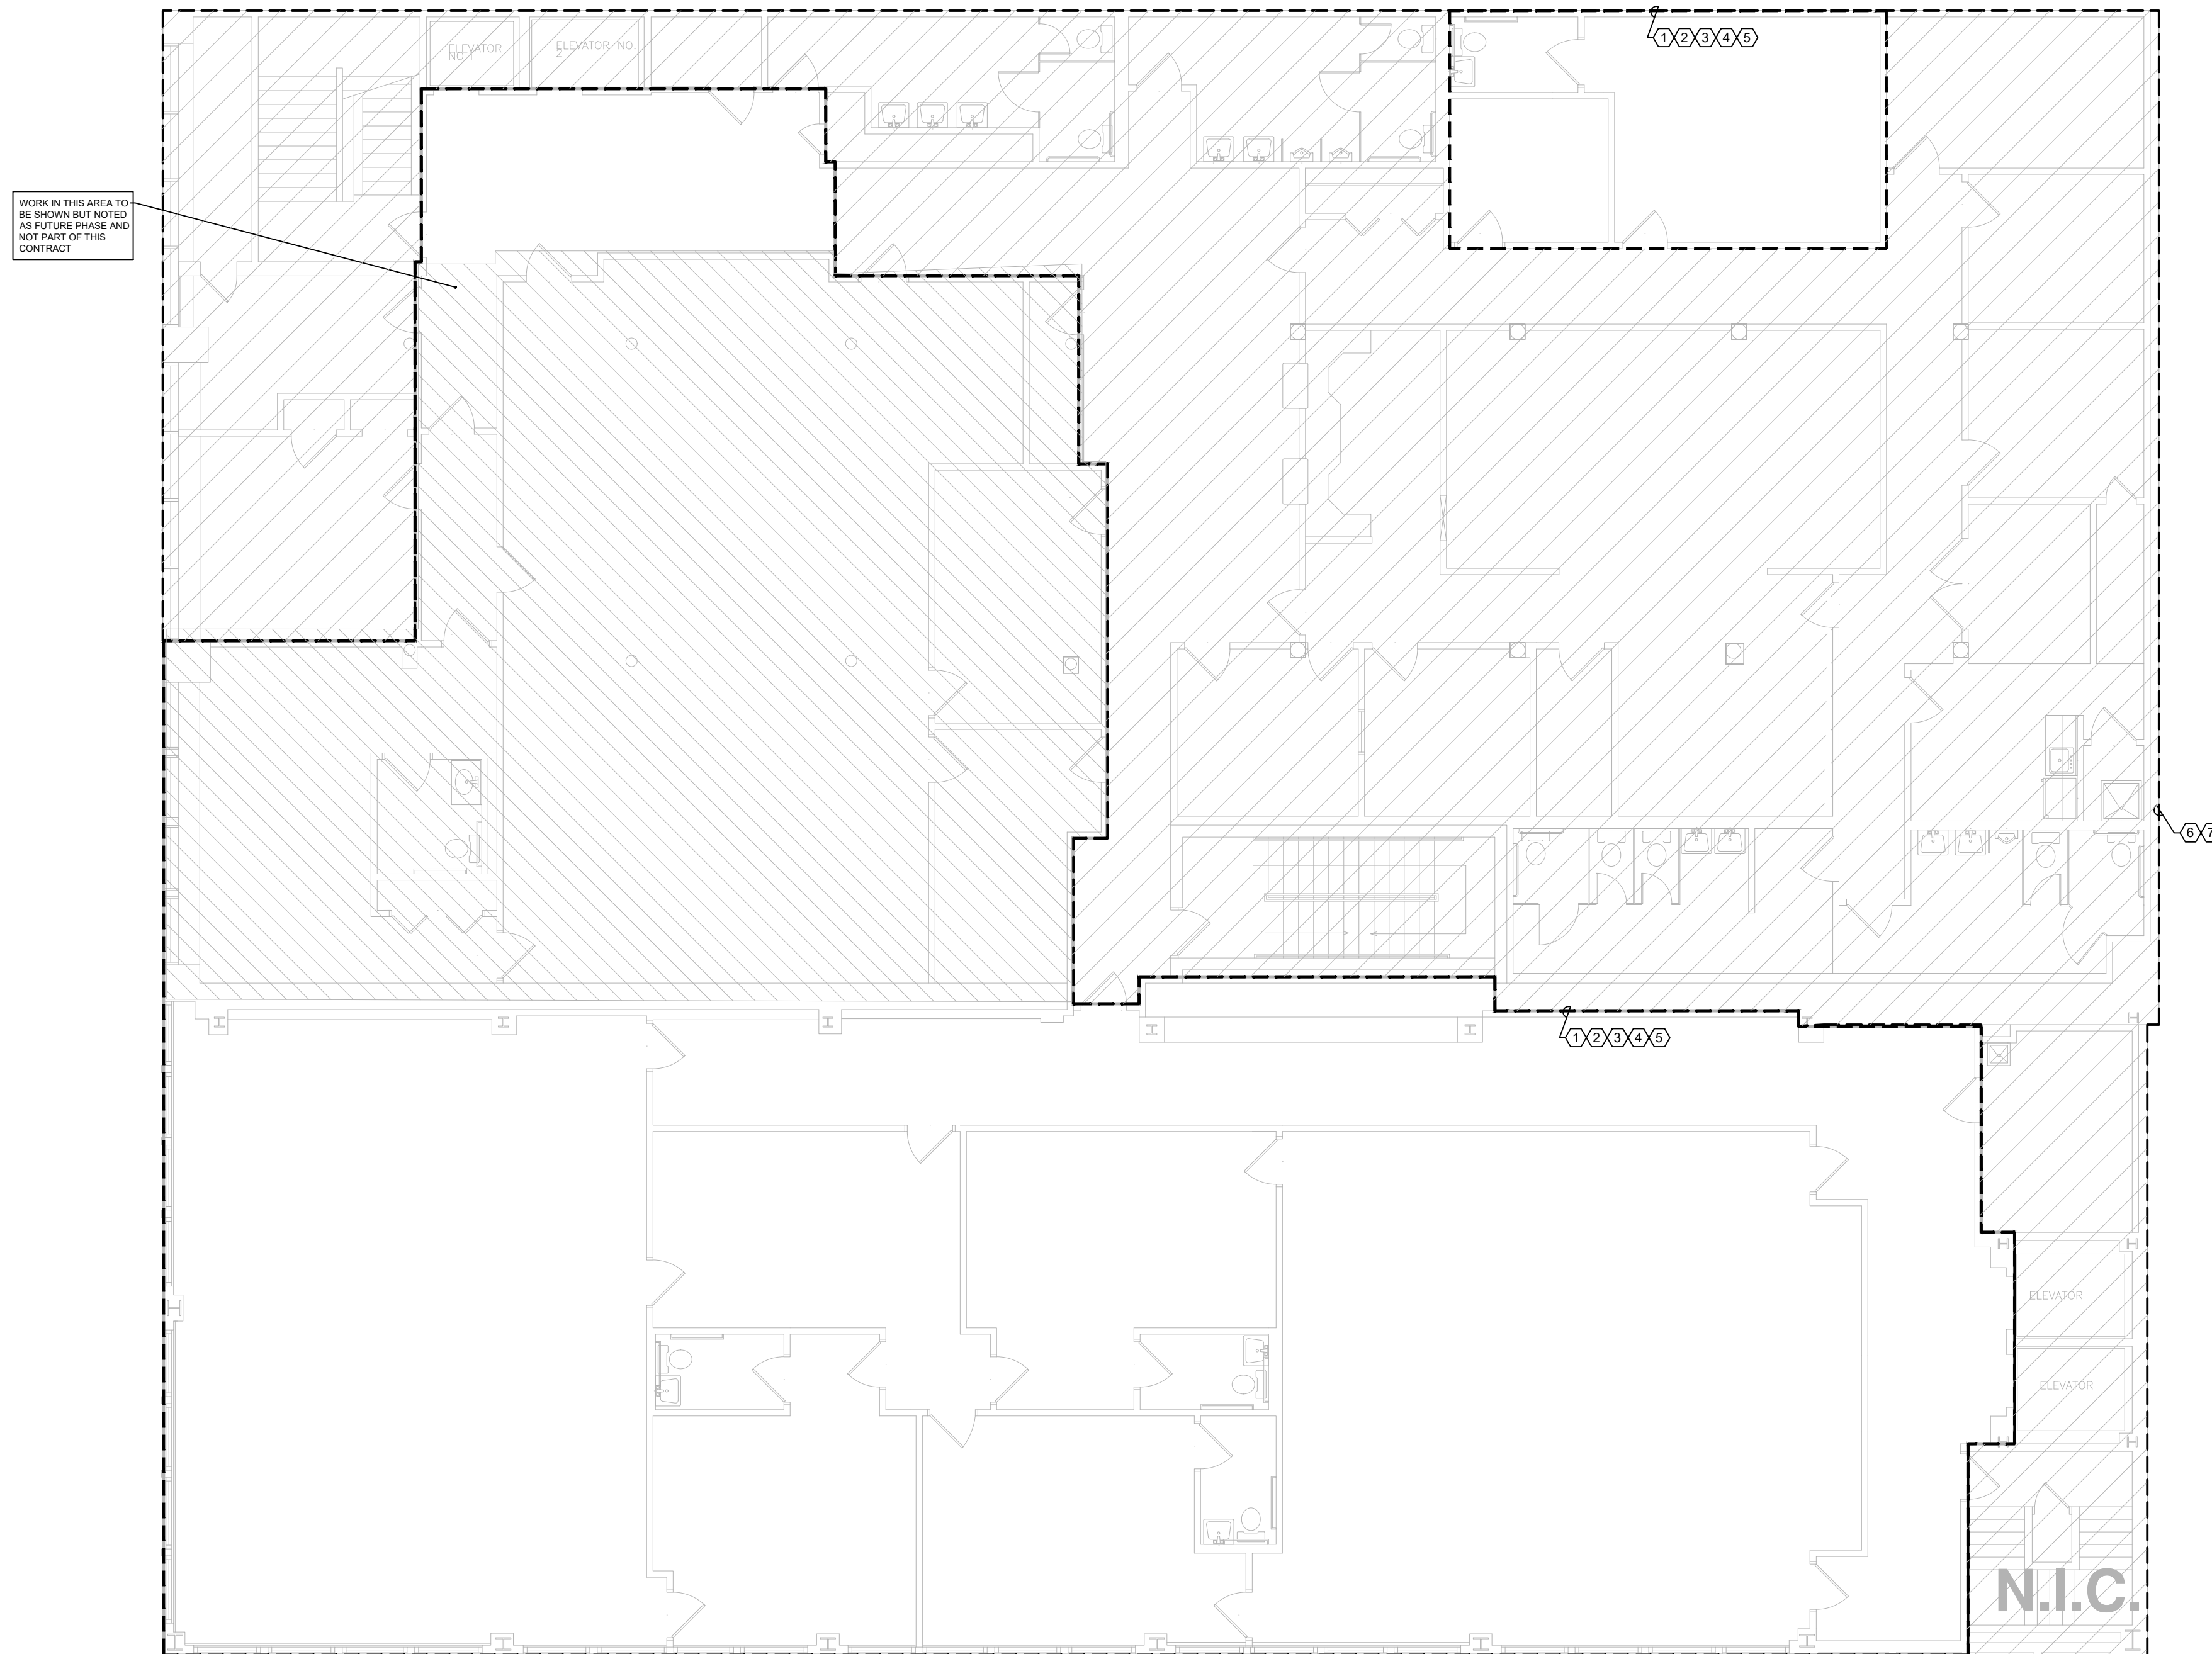 ELEVATOR
NO.1
ELEVATOR NO.
2
1 2 3 4 5
WORK IN THIS AREA TO
BE SHOWN BUT NOTED
AS FUTURE PHASE AND
NOT PART OF THIS
CONTRACT
6 7
1 2 3 4 5
ELEVATOR
ELEVATOR
N.I.C.